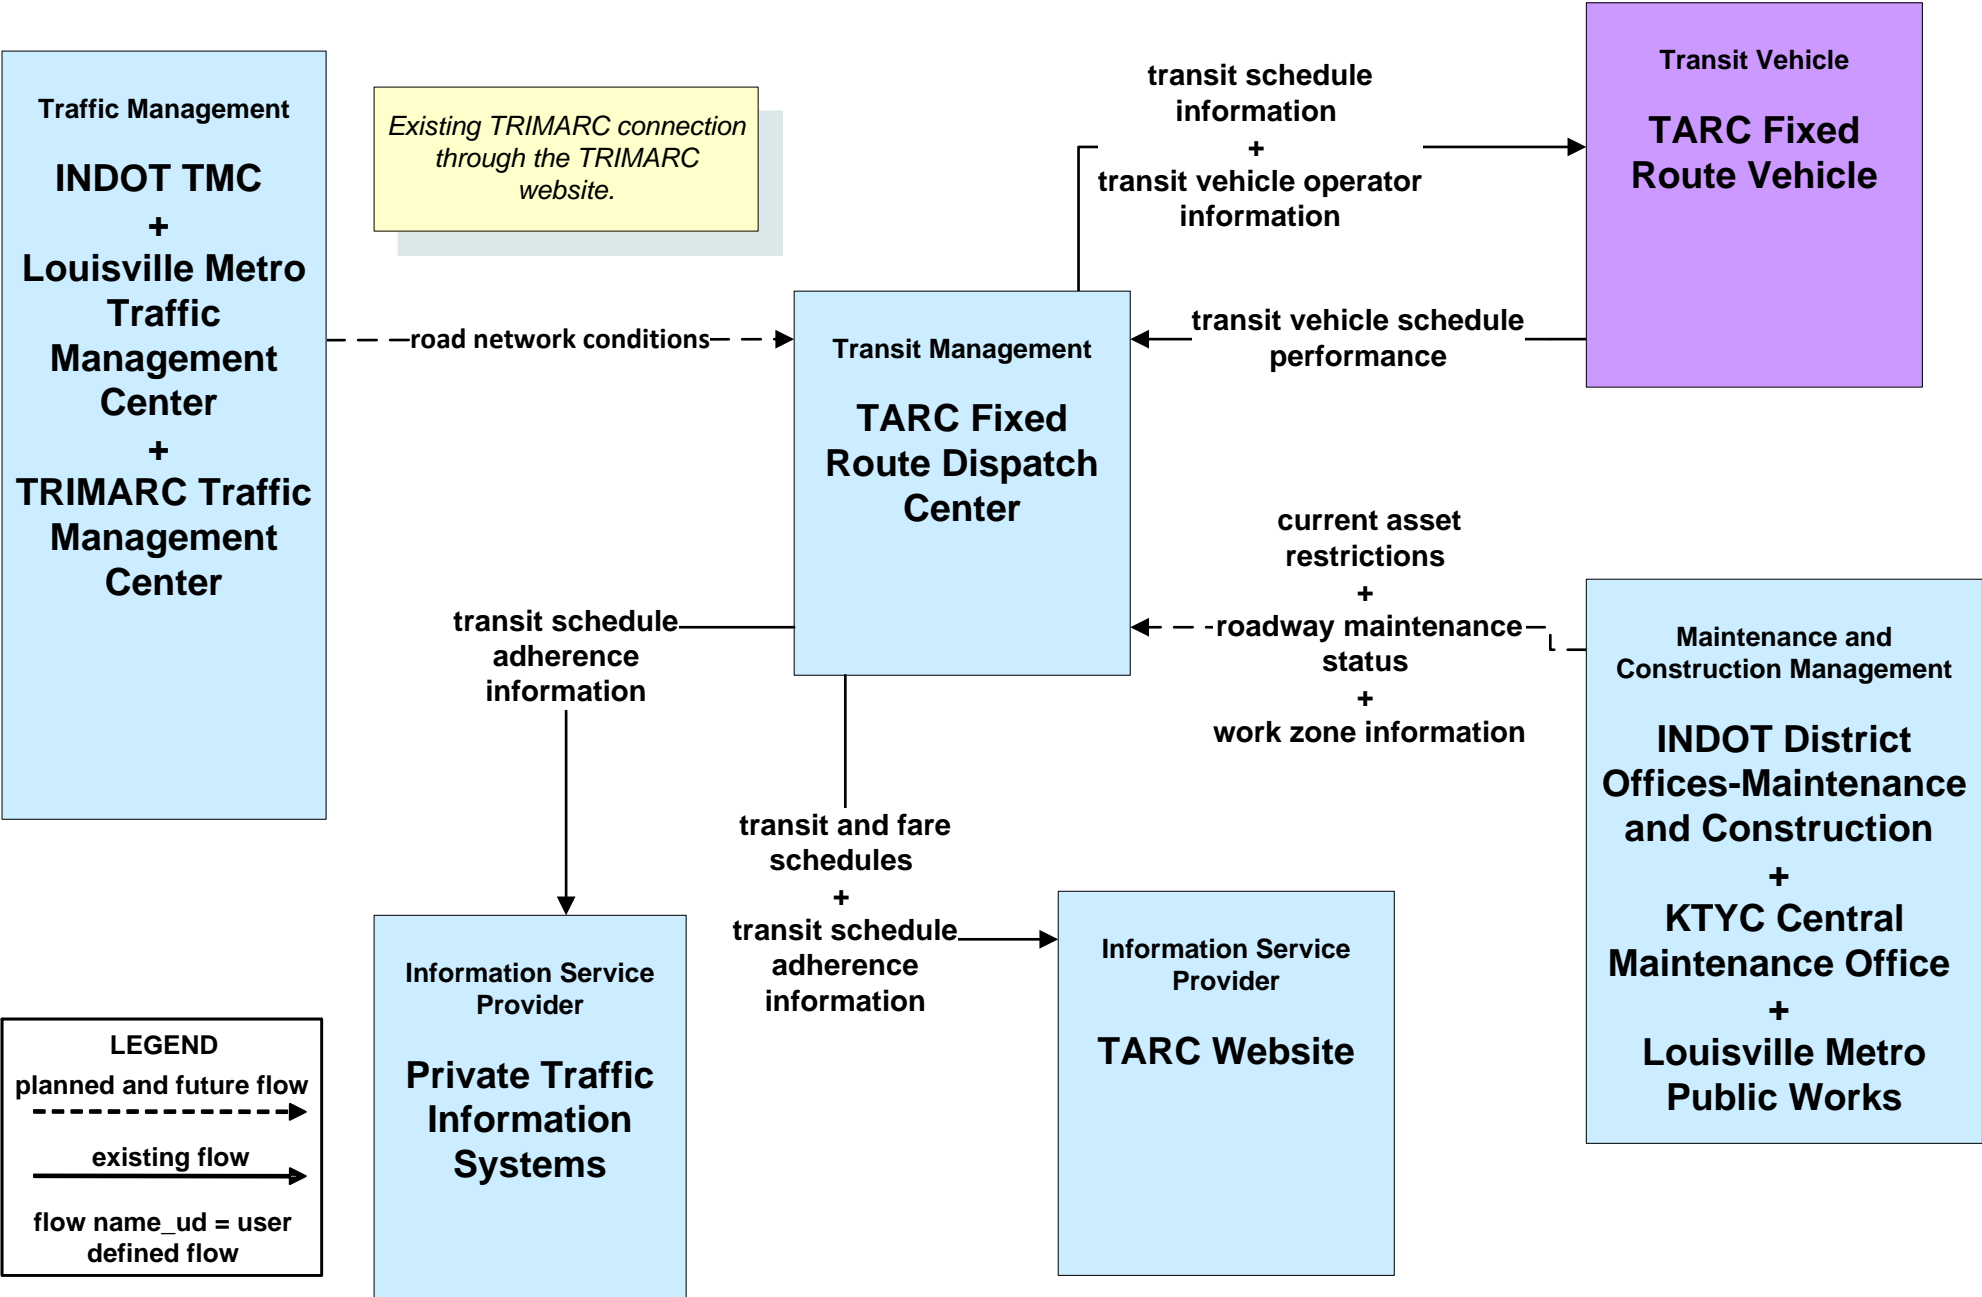 Traffic Management
INDOT TMC
+
Louisville Metro
Traffic
Management
Center
+
TRIMARC Traffic
Management
Center
Existing TRIMARC connection
through the TRIMARC
website.
transit schedule
information
+
transit vehicle operator
information
Transit Vehicle
TARC Fixed
Route Vehicle
road network conditions
Transit Management
TARC Fixed
Route Dispatch
Center
transit vehicle schedule
performance
current asset
restrictions
+
roadway maintenance
status
+
work zone information
Maintenance and
Construction Management
INDOT District
Offices-Maintenance
and Construction
+
KTYC Central
Maintenance Office
+
Louisville Metro
Public Works
transit schedule
adherence
information
transit and fare
schedules
+
transit schedule
adherence
information
Information Service
Provider
Private Traffic
Information
Systems
Information Service
Provider
TARC Website
LEGEND
planned and future flow
existing flow
flow name_ud = user
defined flow